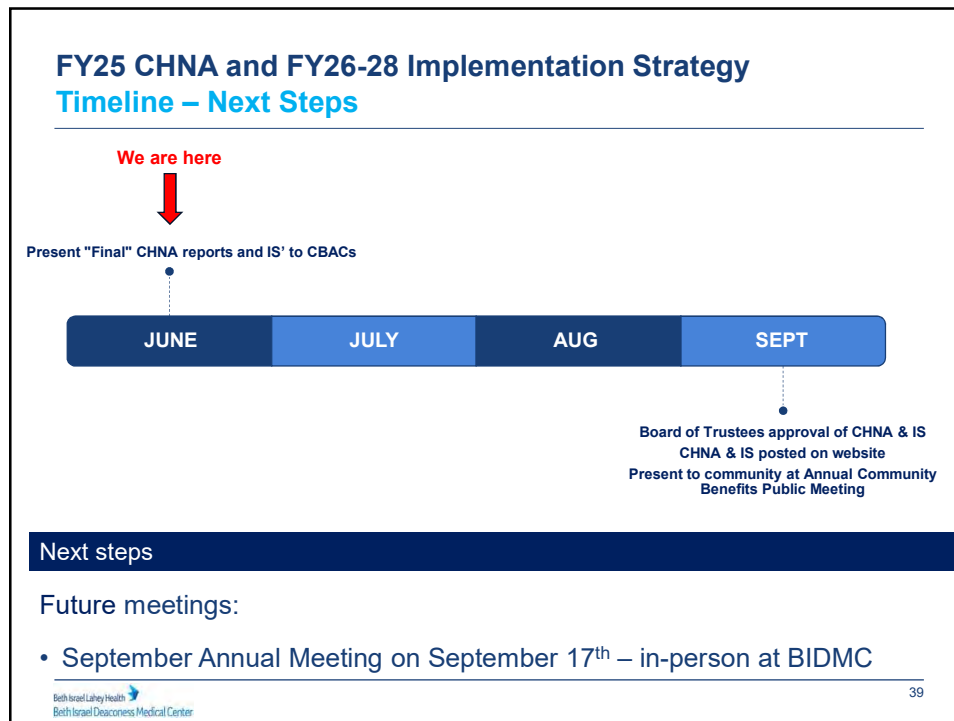 FY25 CHNA and FY26-28 Implementation Strategy
Timeline – Next Steps
We are here
Present "Final" CHNA reports and IS’ to CBACs
JUNE JULY AUG SEPT
Board of Trustees approval of CHNA & IS
CHNA & IS posted on website
Present to community at Annual Community
Benefits Public Meeting
Next steps
Future meetings:
• September Annual Meeting on September 17th – in-person at BIDMC
Beth Israel Lahey Health
Beth Israel Deaconess Medical Center
39